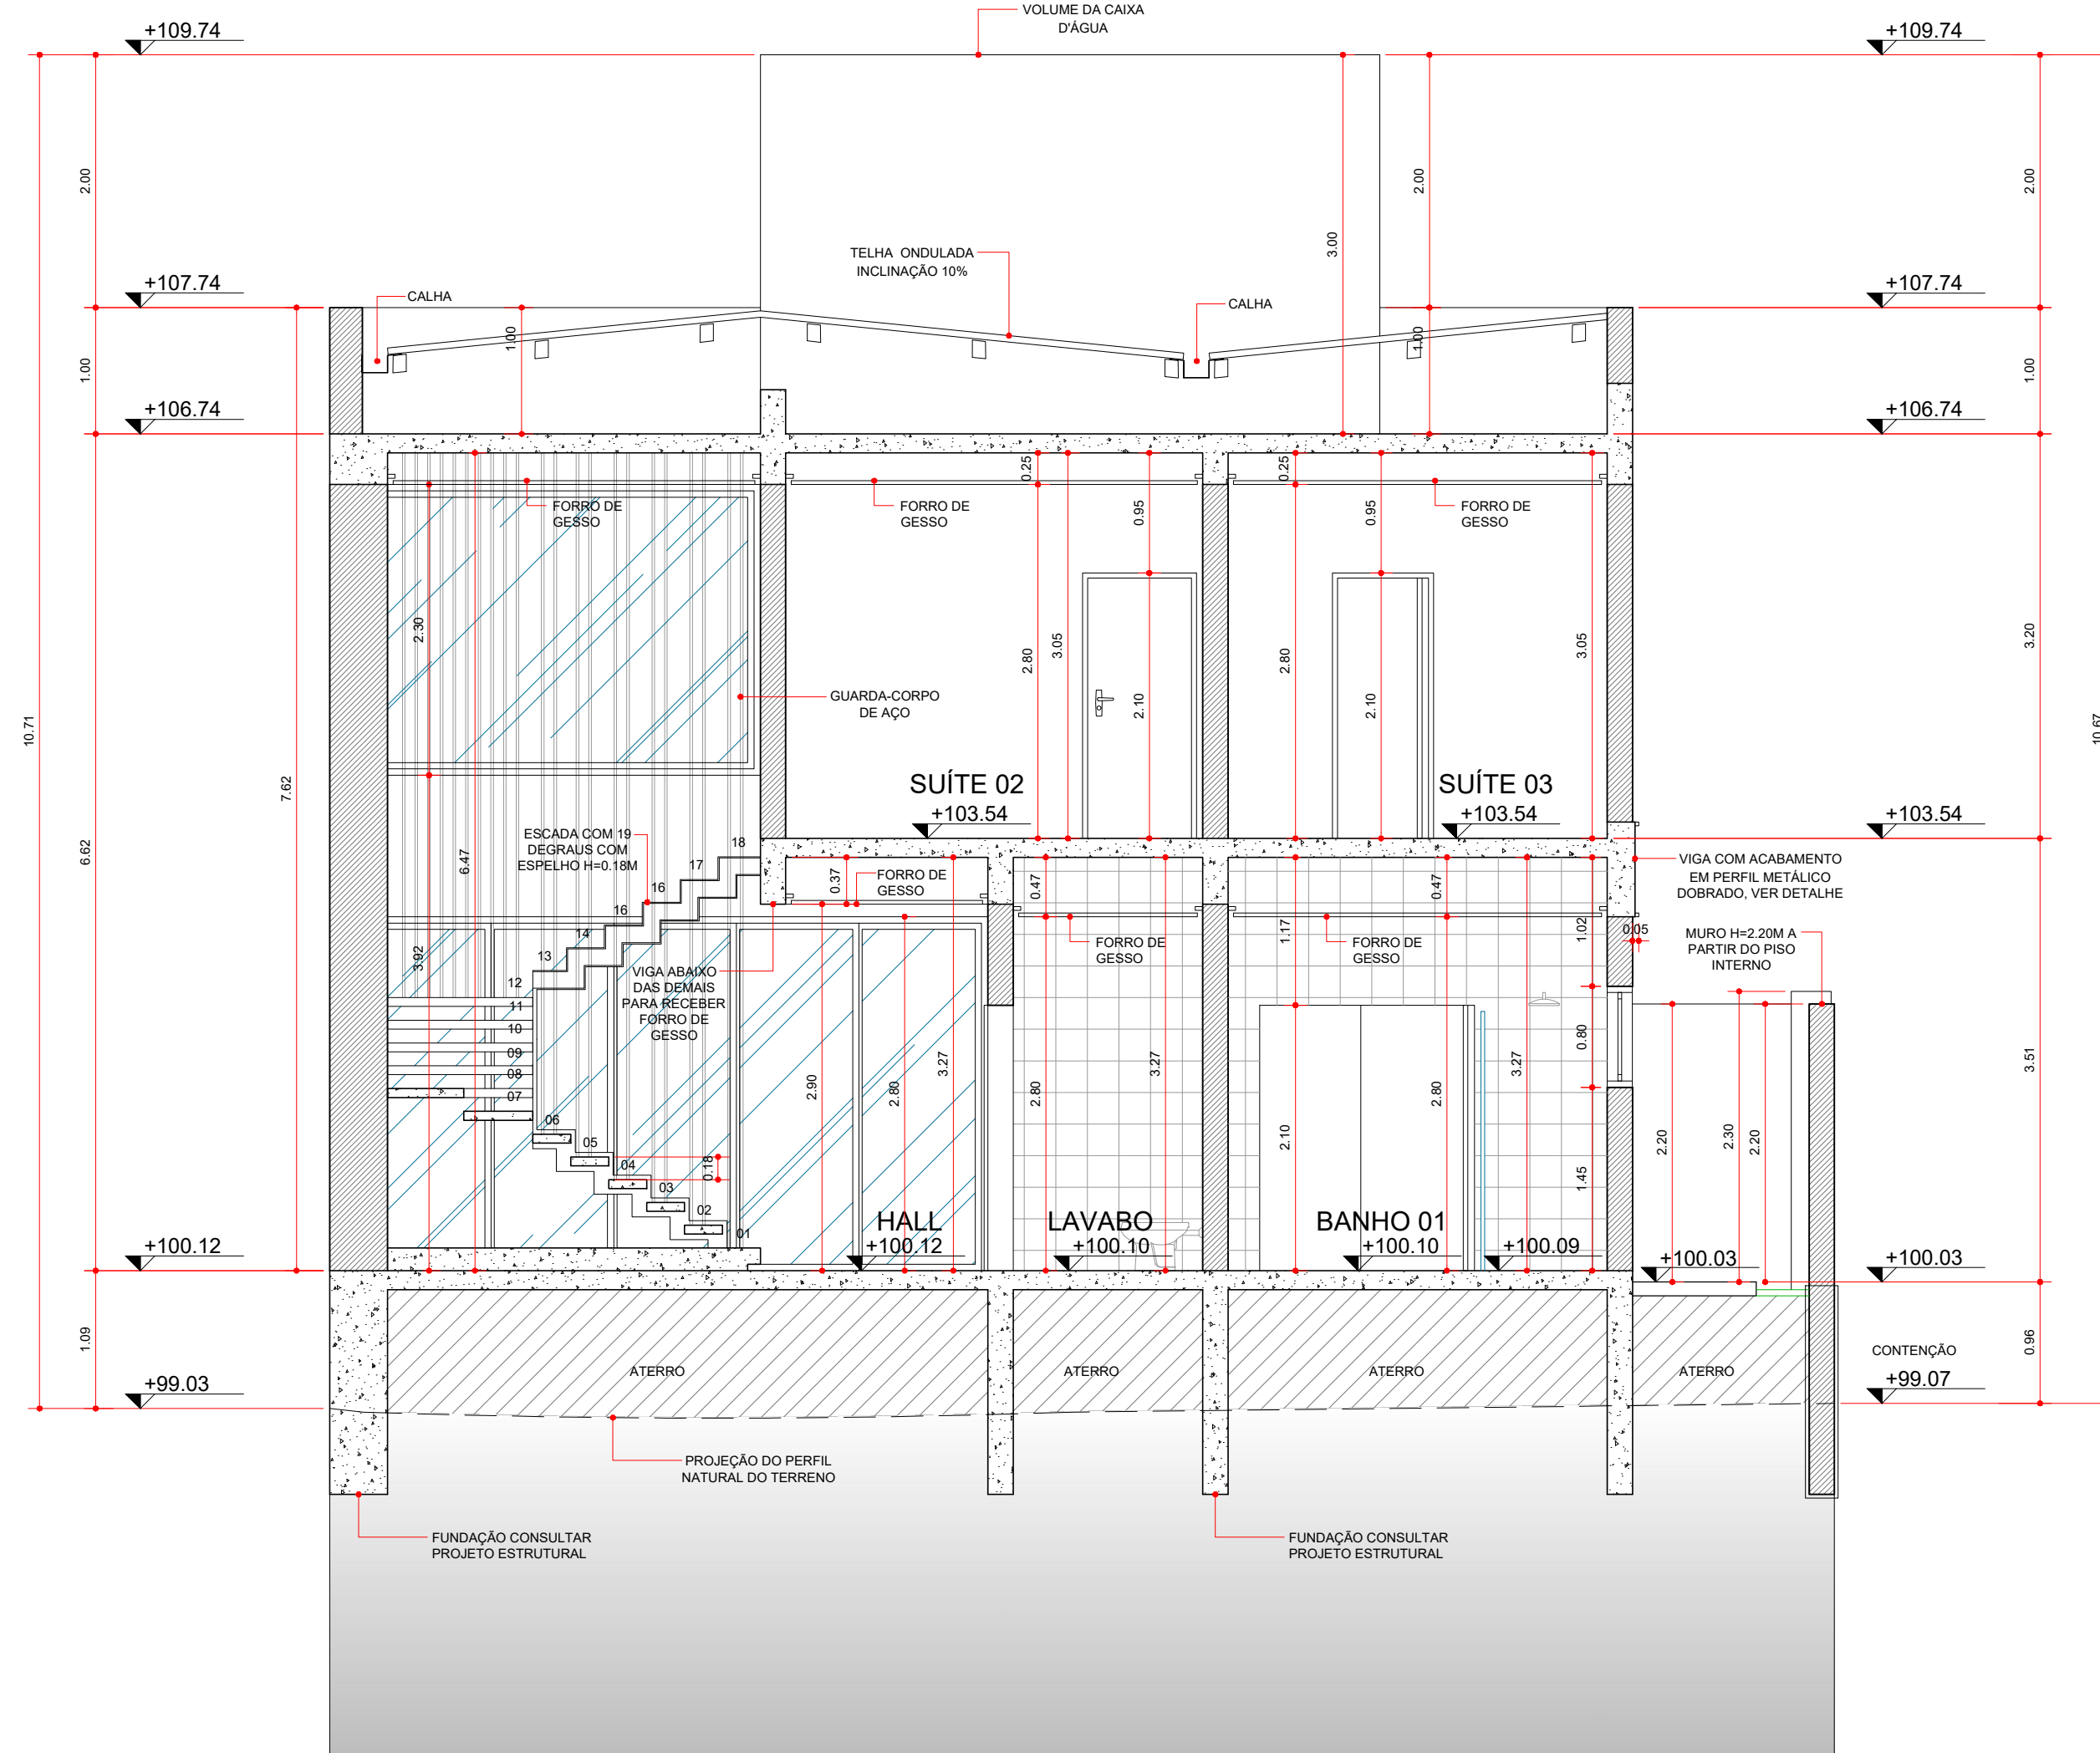 VOLUME DA CAIXA
D'ÁGUA
+109.74
+109.74
2.00
2.00
2.00
3.00
TELHA ONDULADA
INCLINAÇÃO 10%
+107.74
CALHA
CALHA
+107.74
1.00
1.00
1.00
1.00
+106.74
+106.74
0.25
0.25
FORRO DE
GESSO
FORRO DE
GESSO
FORRO DE
GESSO
0.95
0.95
2.30
2.80
3.05
2.10
2.80
2.10
3.05
3.20
GUARDA-CORPO
DE AÇO
10.71
10.67
7.62
6.62
6.47
SUÍTE 02
+103.54
SUÍTE 03
+103.54
+103.54
ESCADA COM 19
DEGRAUS COM
ESPELHO H=0.18M
18
17
16
16
14
13
12
11
10
09
08
07
06
05
04
03
02
01
0.18
3.92
0.37
FORRO DE
GESSO
0.47
0.47
VIGA COM ACABAMENTO
EM PERFIL METÁLICO
DOBRADO, VER DETALHE
FORRO DE
GESSO
FORRO DE
GESSO
1.17
1.02
0.05
MURO H=2.20M A
PARTIR DO PISO
INTERNO
VIGA ABAIXO
DAS DEMAIS
PARA RECEBER
FORRO DE
GESSO
2.90
2.80
3.27
2.80
3.27
2.10
2.80
3.27
0.80
1.45
2.20
2.30
2.20
3.51
HALL
+100.12
LAVABO
+100.10
BANHO 01
+100.10
+100.09
+100.03
+100.03
+100.12
1.09
0.96
ATERRO
ATERRO
ATERRO
ATERRO
CONTENÇÃO
+99.03
+99.07
PROJEÇÃO DO PERFIL
NATURAL DO TERRENO
FUNDAÇÃO CONSULTAR
PROJETO ESTRUTURAL
FUNDAÇÃO CONSULTAR
PROJETO ESTRUTURAL